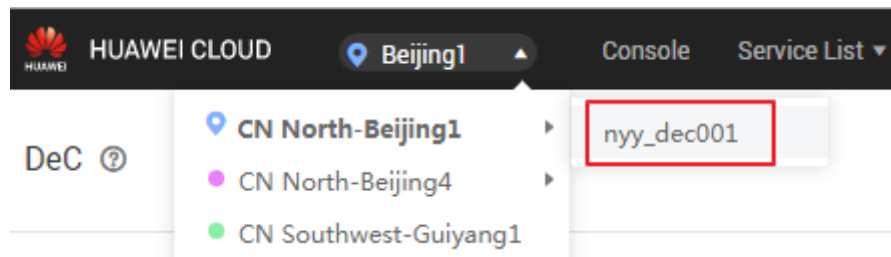 HUAWEI HUAWEI CLOUD Beijing1 Console Service List
CN North-Beijing1 nyy_dec001
DeC ?
CN North-Beijing4
CN Southwest-Guiyang1